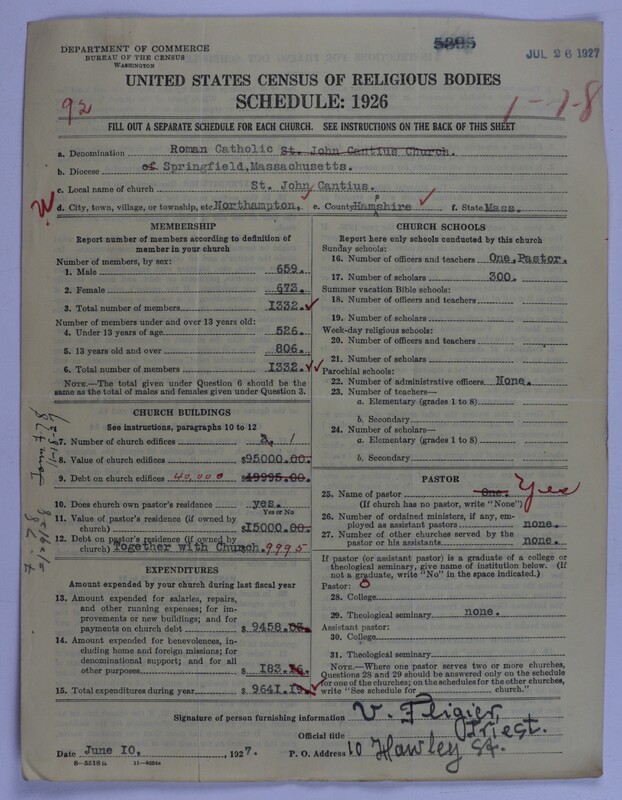 DEPARTMENT OF COMMERCE
BUREAU OF THE CENSUS
WASHINGTON
5395
JUL 26 1927
UNITED STATES CENSUS OF RELIGIOUS BODIES
SCHEDULE: 1926
92
1-7-8
FILL OUT A SEPARATE SCHEDULE FOR EACH CHURCH. SEE INSTRUCTIONS ON THE BACK OF THIS SHEET
a. Denomination Roman Catholic St. John Cantius Church.
b. Diocese of Springfield, Massachusetts.
c. Local name of church St. John Cantius.
d. City, town, village, or township, etc Northampton, e. County Hampshire f. State Mass.
MEMBERSHIP
Report number of members according to definition of member in your church
Number of members, by sex:
1. Male 659.
2. Female 673.
3. Total number of members 1332.
Number of members under and over 13 years old:
4. Under 13 years of age 526.
5. 13 years old and over 806.
6. Total number of members 1332.
NOTE.—The total given under Question 6 should be the
same as the total of males and females given under Question 3.
CHURCH BUILDINGS
See instructions, paragraphs 10 to 12
7. Number of church edifices 2, 1
8. Value of church edifices $95000.00.
9. Debt on church edifices 40,000 $49995.00.
10. Does church own pastor's residence yes.
Yes or No
11. Value of pastor's residence (if owned by
church) $15000.00.
12. Debt on pastor's residence (if owned by
church) Together with Church. 9995
EXPENDITURES
Amount expended by your church during last fiscal year
13. Amount expended for salaries, repairs,
and other running expenses; for im-
provements or new buildings; and for
payments on church debt $ 9458.03.
14. Amount expended for benevolences, in-
cluding home and foreign missions; for
denominational support; and for all
other purposes $ 183.16.
15. Total expenditures during year $ 9641.19.
CHURCH SCHOOLS
Report here only schools conducted by this church
Sunday schools:
16. Number of officers and teachers One, Pastor.
17. Number of scholars 300.
Summer vacation Bible schools:
18. Number of officers and teachers
19. Number of scholars
Week-day religious schools:
20. Number of officers and teachers
21. Number of scholars
Parochial schools:
22. Number of administrative officers None.
23. Number of teachers—
a. Elementary (grades 1 to 8)
b. Secondary
24. Number of scholars—
a. Elementary (grades 1 to 8)
b. Secondary
PASTOR
25. Name of pastor One. Yes
(If church has no pastor, write "None")
26. Number of ordained ministers, if any, em-
ployed as assistant pastors none.
27. Number of other churches served by the
pastor or his assistants none.
If pastor (or assistant pastor) is a graduate of a college or
theological seminary, give name of institution below. (If
not a graduate, write "No" in the space indicated.)
Pastor: 0
28. College
29. Theological seminary none.
Assistant pastor:
30. College
31. Theological seminary
NOTE.—Where one pastor serves two or more churches,
Questions 28 and 29 should be answered only on the schedule
for one of the churches; on the schedules for the other churches,
write "See schedule for church."
Signature of person furnishing information V. Fligier,
Official title Priest.
Date June 10, 1927. P. O. Address 10 Hawley St.
8-5518a